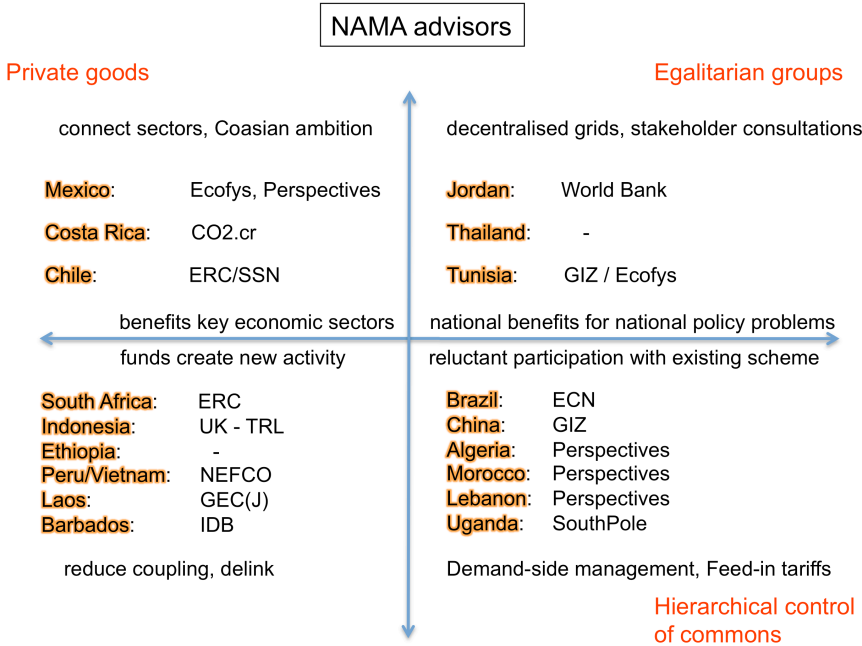 NAMA advisors
Private goods
Egalitarian groups
connect sectors, Coasian ambition
decentralised grids, stakeholder consultations
Mexico: Ecofys, Perspectives
Jordan: World Bank
Costa Rica: CO2.cr
Thailand: -
Chile: ERC/SSN
Tunisia: GIZ / Ecofys
benefits key economic sectors
national benefits for national policy problems
funds create new activity
reluctant participation with existing scheme
South Africa: ERC
Indonesia: UK - TRL
Ethiopia: -
Peru/Vietnam: NEFCO
Laos: GEC(J)
Barbados: IDB
Brazil: ECN
China: GIZ
Algeria: Perspectives
Morocco: Perspectives
Lebanon: Perspectives
Uganda: SouthPole
reduce coupling, delink
Demand-side management, Feed-in tariffs
Hierarchical control
of commons